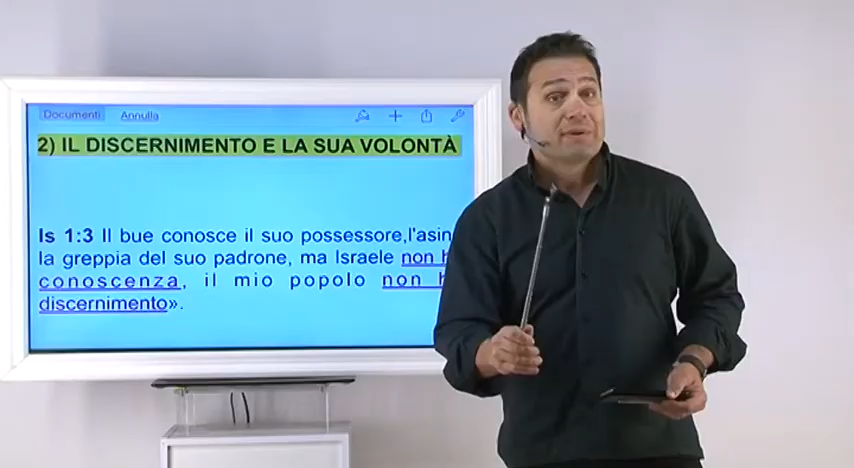 Documenti Annulla
2) IL DISCERNIMENTO E LA SUA VOLONTÀ
Is 1:3 Il bue conosce il suo possessore,l'asin
la greppia del suo padrone, ma Israele non h
conoscenza, il mio popolo non h
discernimento».